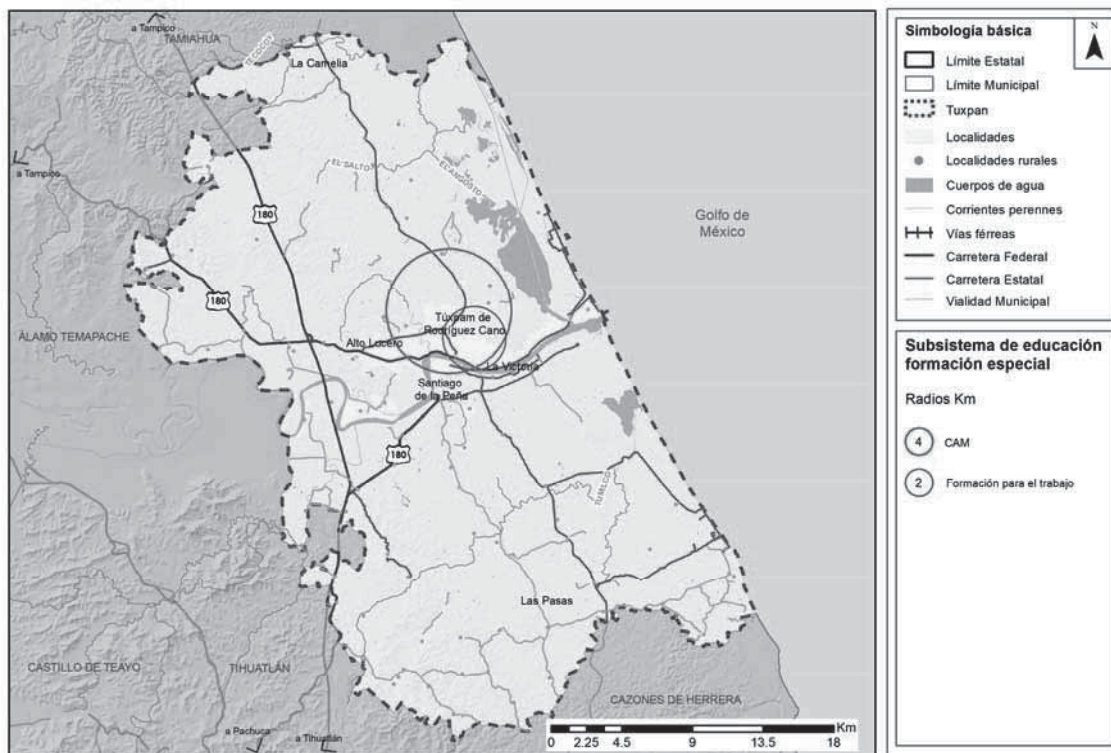 a Tampico
TAMIAHUA
La Camelia
EL SALTO
EL ANGOSTO
a Tampico
180
Golfo de
México
180
Túxpam de
Rodríguez Cano
ÁLAMO TEMAPACHE
Alto Lucero
La Victoria
Santiago
de la Peña
180
TUMILCO
Las Pasas
CASTILLO DE TEAYO
TIHUATLÁN
CAZONES DE HERRERA
a Pachuca
a Tihuatlán
Km
0 2.25 4.5 9 13.5 18
Simbología básica
N
Límite Estatal
Límite Municipal
Tuxpan
Localidades
Localidades rurales
Cuerpos de agua
Corrientes perennes
Vías férreas
Carretera Federal
Carretera Estatal
Vialidad Municipal
Subsistema de educación
formación especial
Radios Km
4 CAM
2 Formación para el trabajo